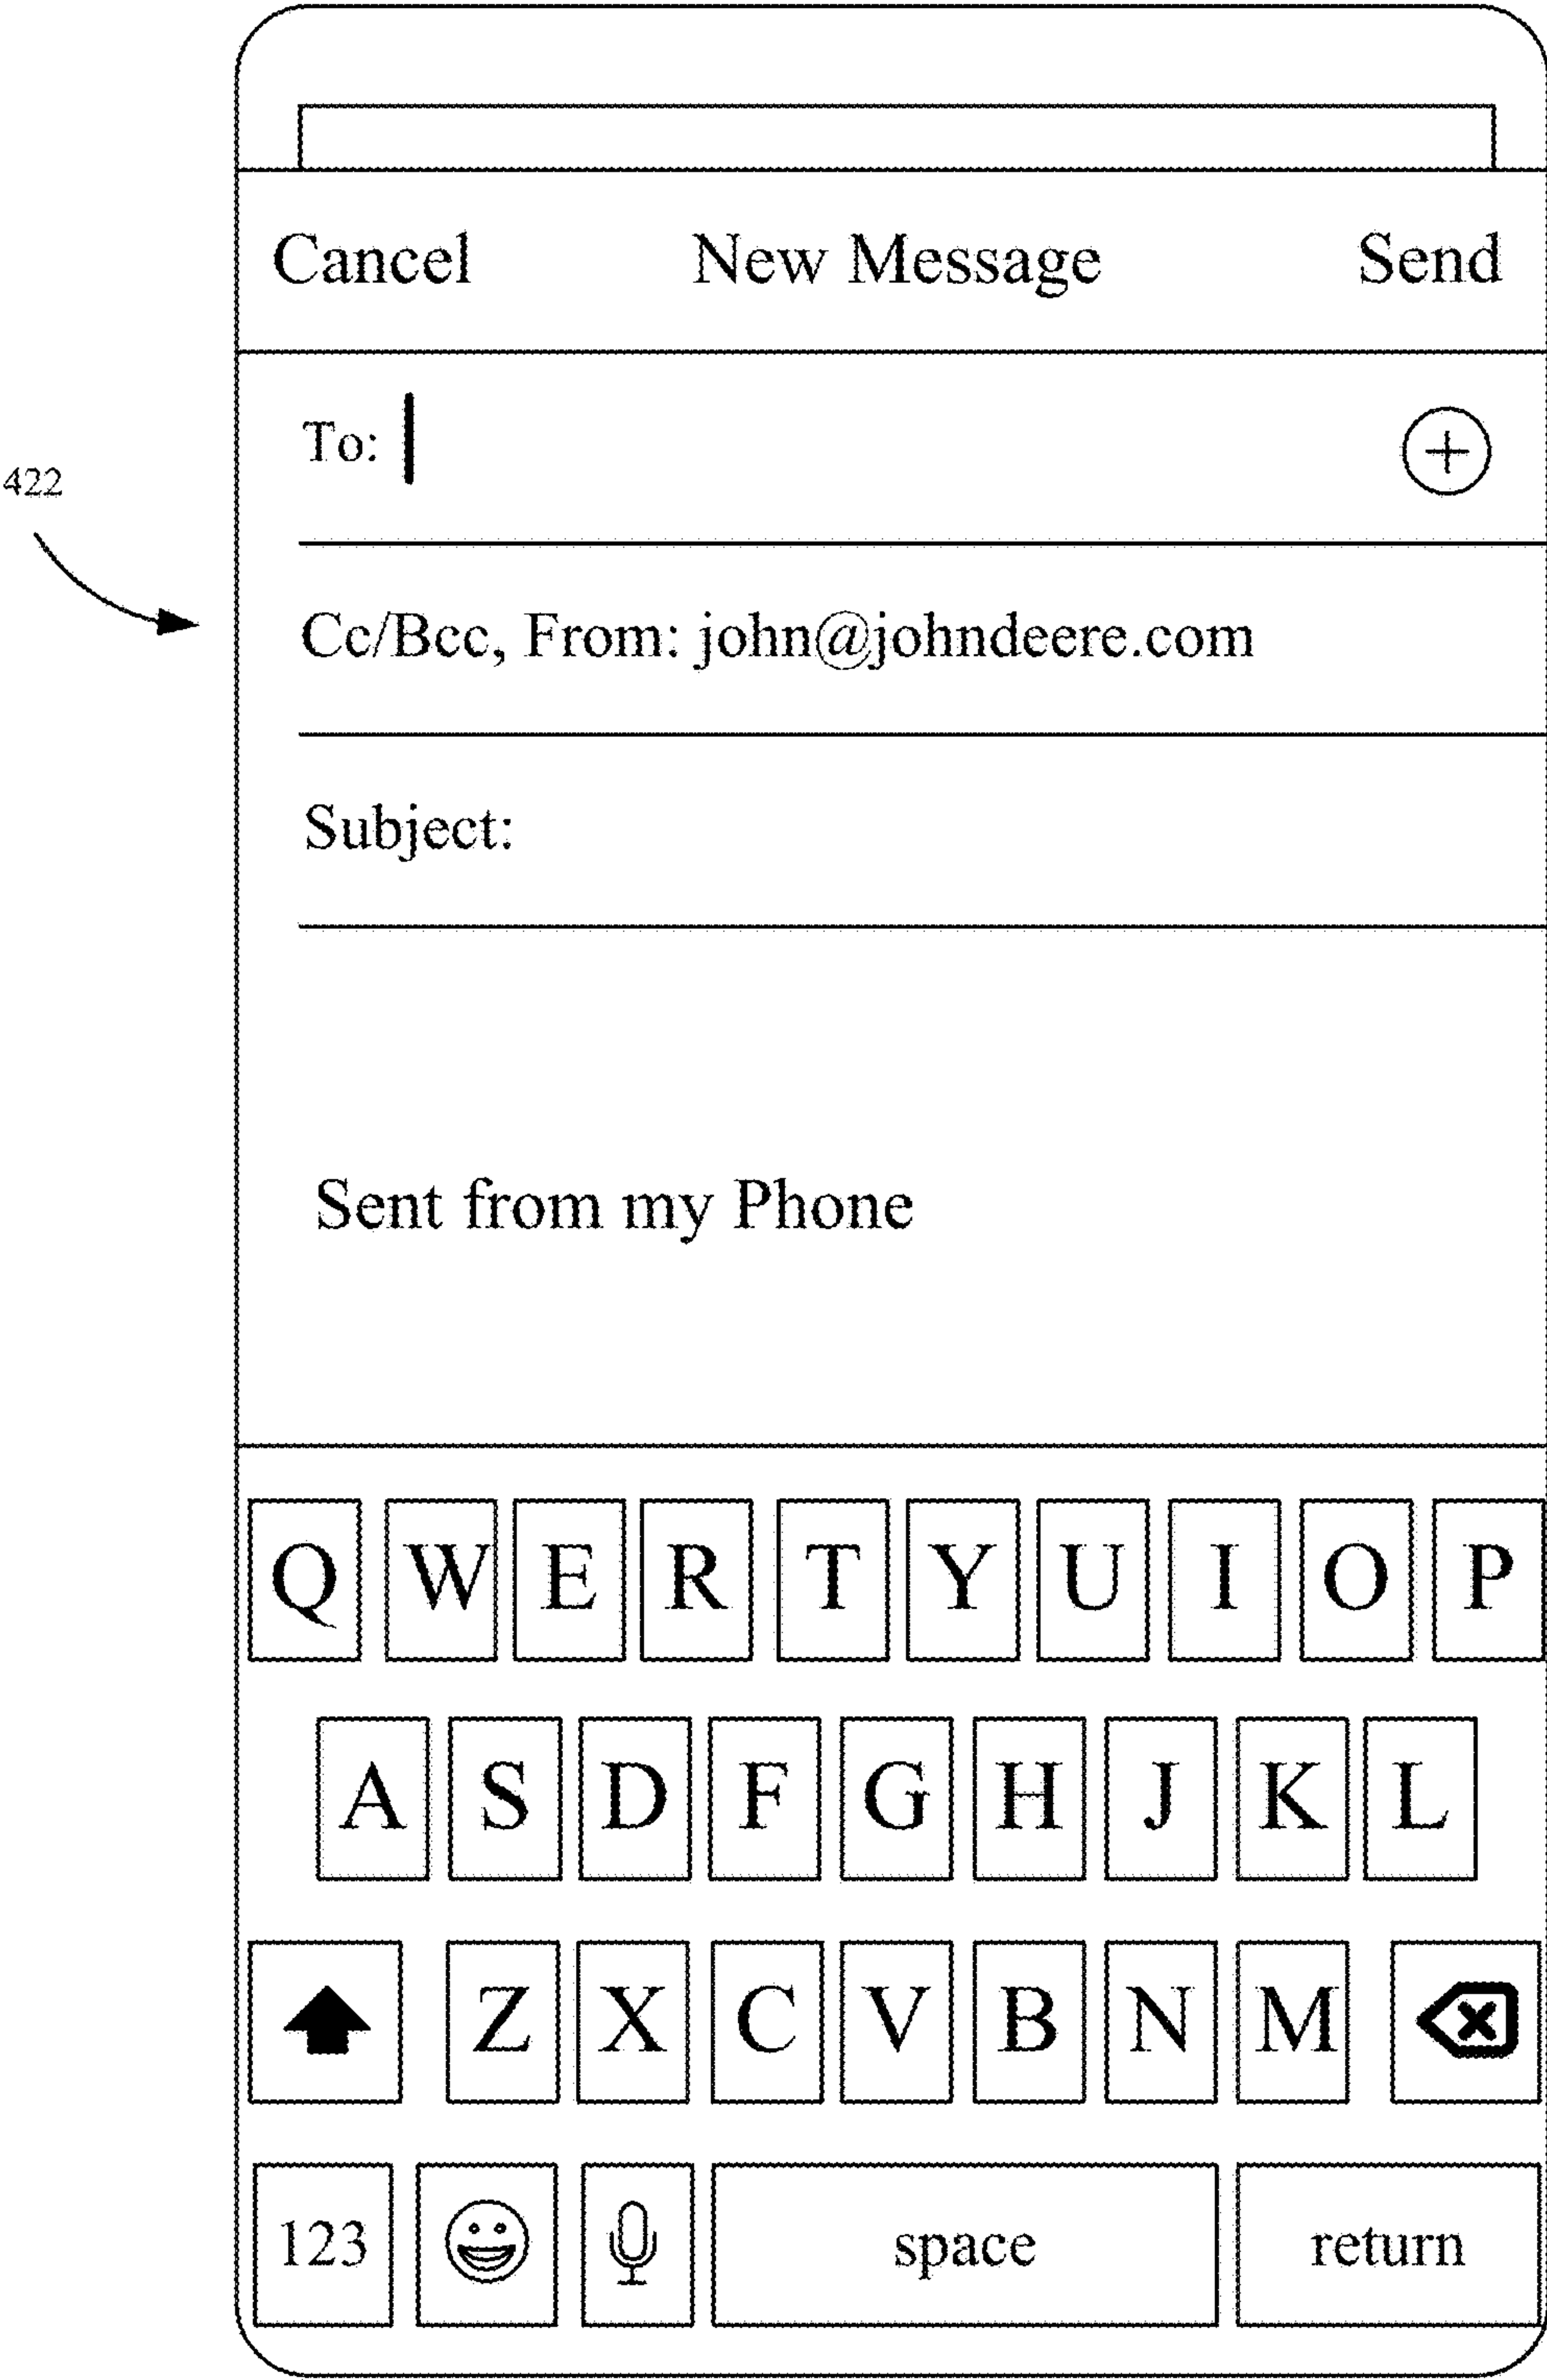 Cancel New Message Send
To:
422
Cc/Bcc, From: john@johndeere.com
Subject:
Sent from my Phone
Q W E R T Y U I O P
A S D F G H J K L
Z X C V B N M
123 space return